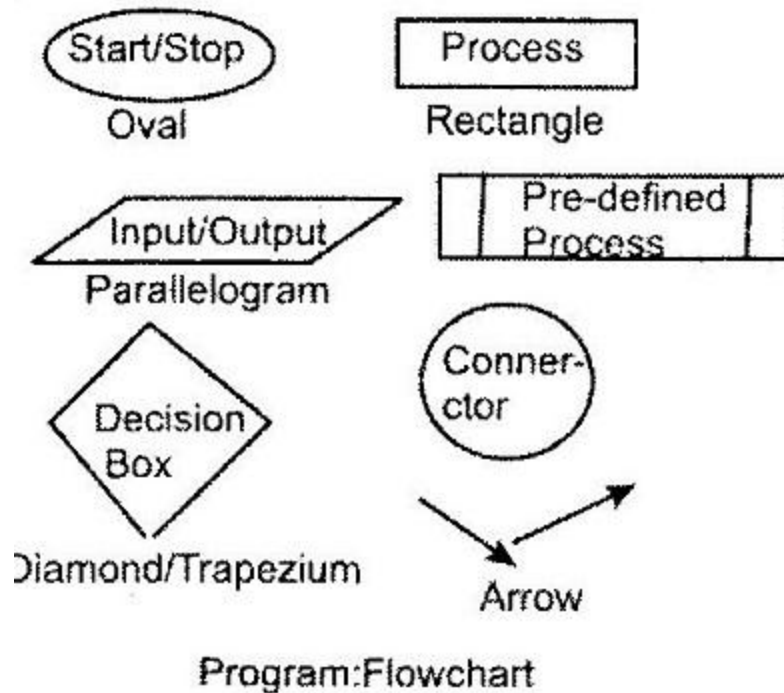 Start/Stop
Process
Oval
Rectangle
Input/Output
Pre-defined
Process
Parallelogram
Decision
Box
Conner-
ctor
Diamond/Trapezium
Arrow
Program:Flowchart